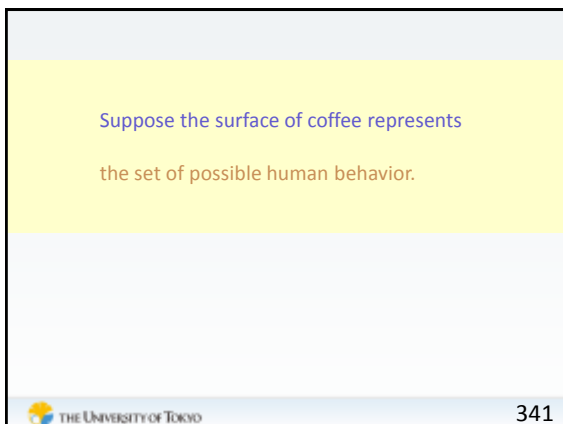 Suppose the surface of coffee represents
the set of possible human behavior.
THE UNIVERSITY OF TOKYO
341